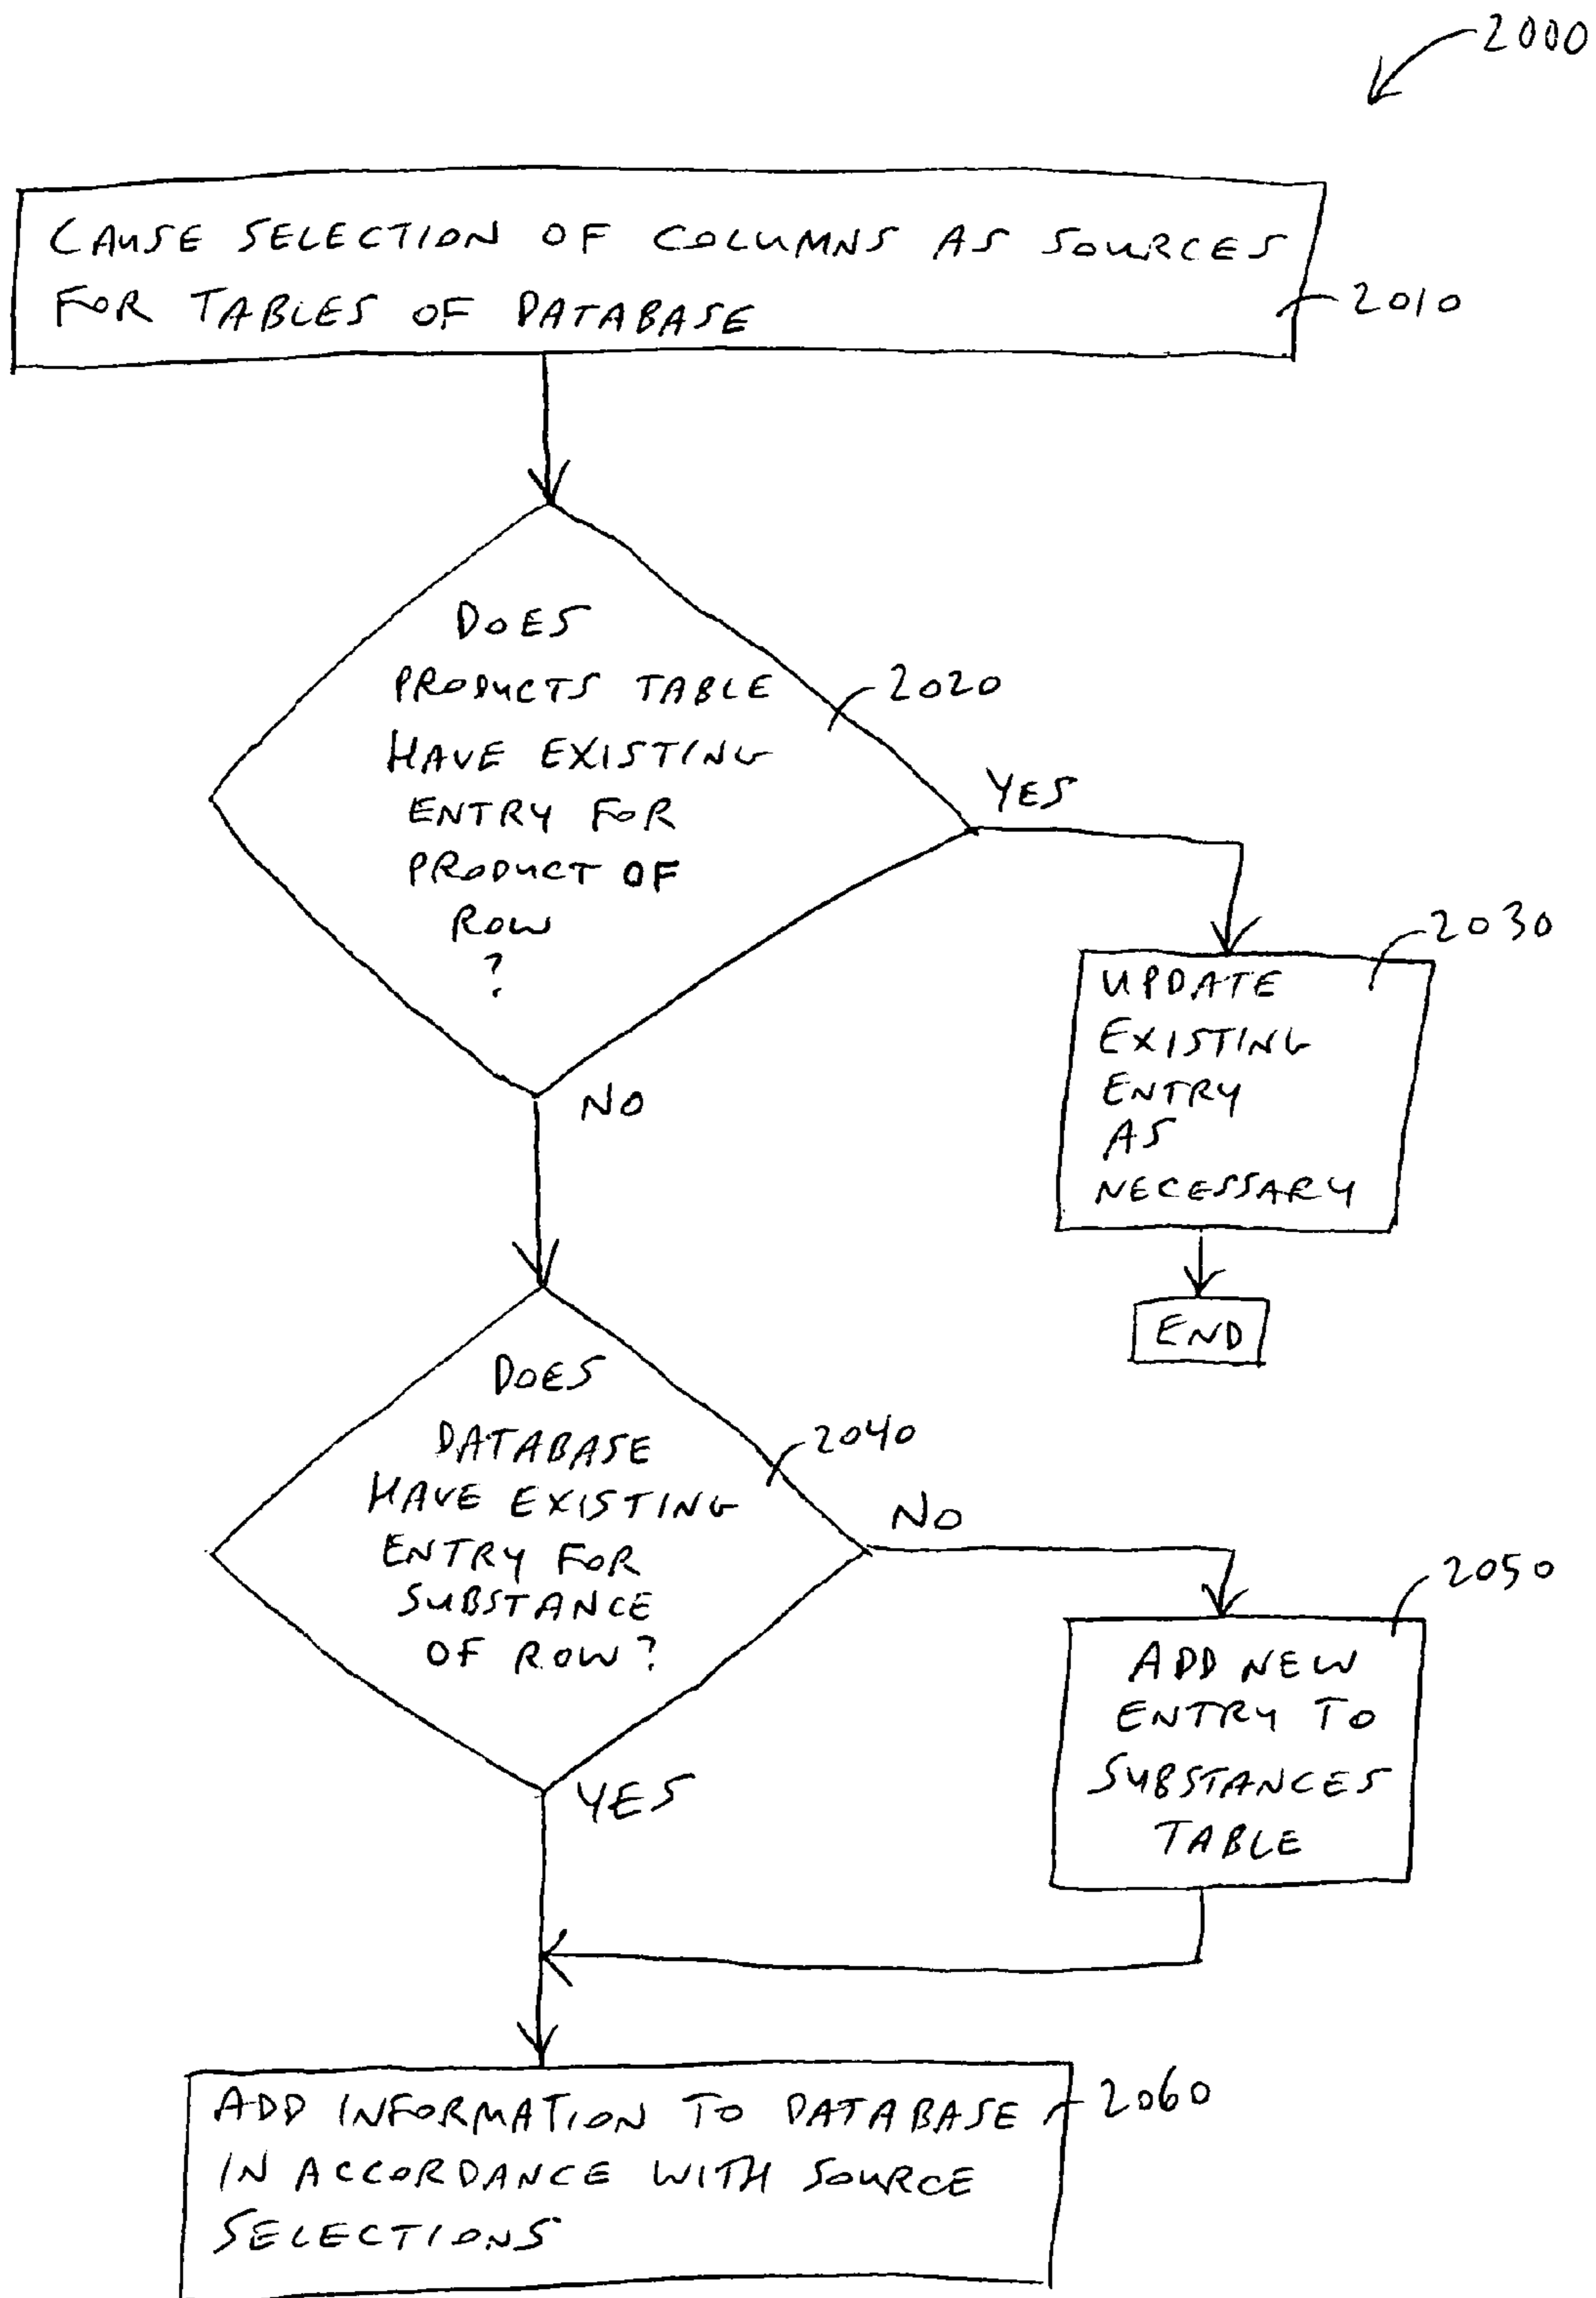 2000
CAUSE SELECTION OF COLUMNS AS SOURCES
FOR TABLES OF DATABASE
2010
DOES
PRODUCTS TABLE
HAVE EXISTING
ENTRY FOR
PRODUCT OF
ROW
?
2020
YES
NO
2030
UPDATE
EXISTING
ENTRY
AS
NECESSARY
END
DOES
DATABASE
HAVE EXISTING
ENTRY FOR
SUBSTANCE
OF ROW?
2040
NO
YES
2050
ADD NEW
ENTRY TO
SUBSTANCES
TABLE
ADD INFORMATION TO DATABASE
IN ACCORDANCE WITH SOURCE
SELECTIONS
2060